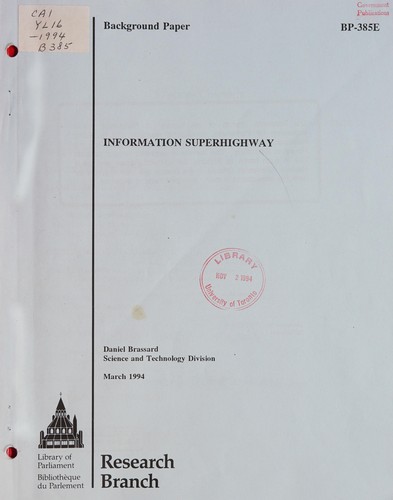 CA1
YL16
-1994
B385
Background Paper
BP-385E
Government
Publications
INFORMATION SUPERHIGHWAY
LIBRARY
NOV 2 1994
University of Toronto
Daniel Brassard
Science and Technology Division
March 1994
Library of
Parliament
Bibliothèque
du Parlement
Research
Branch